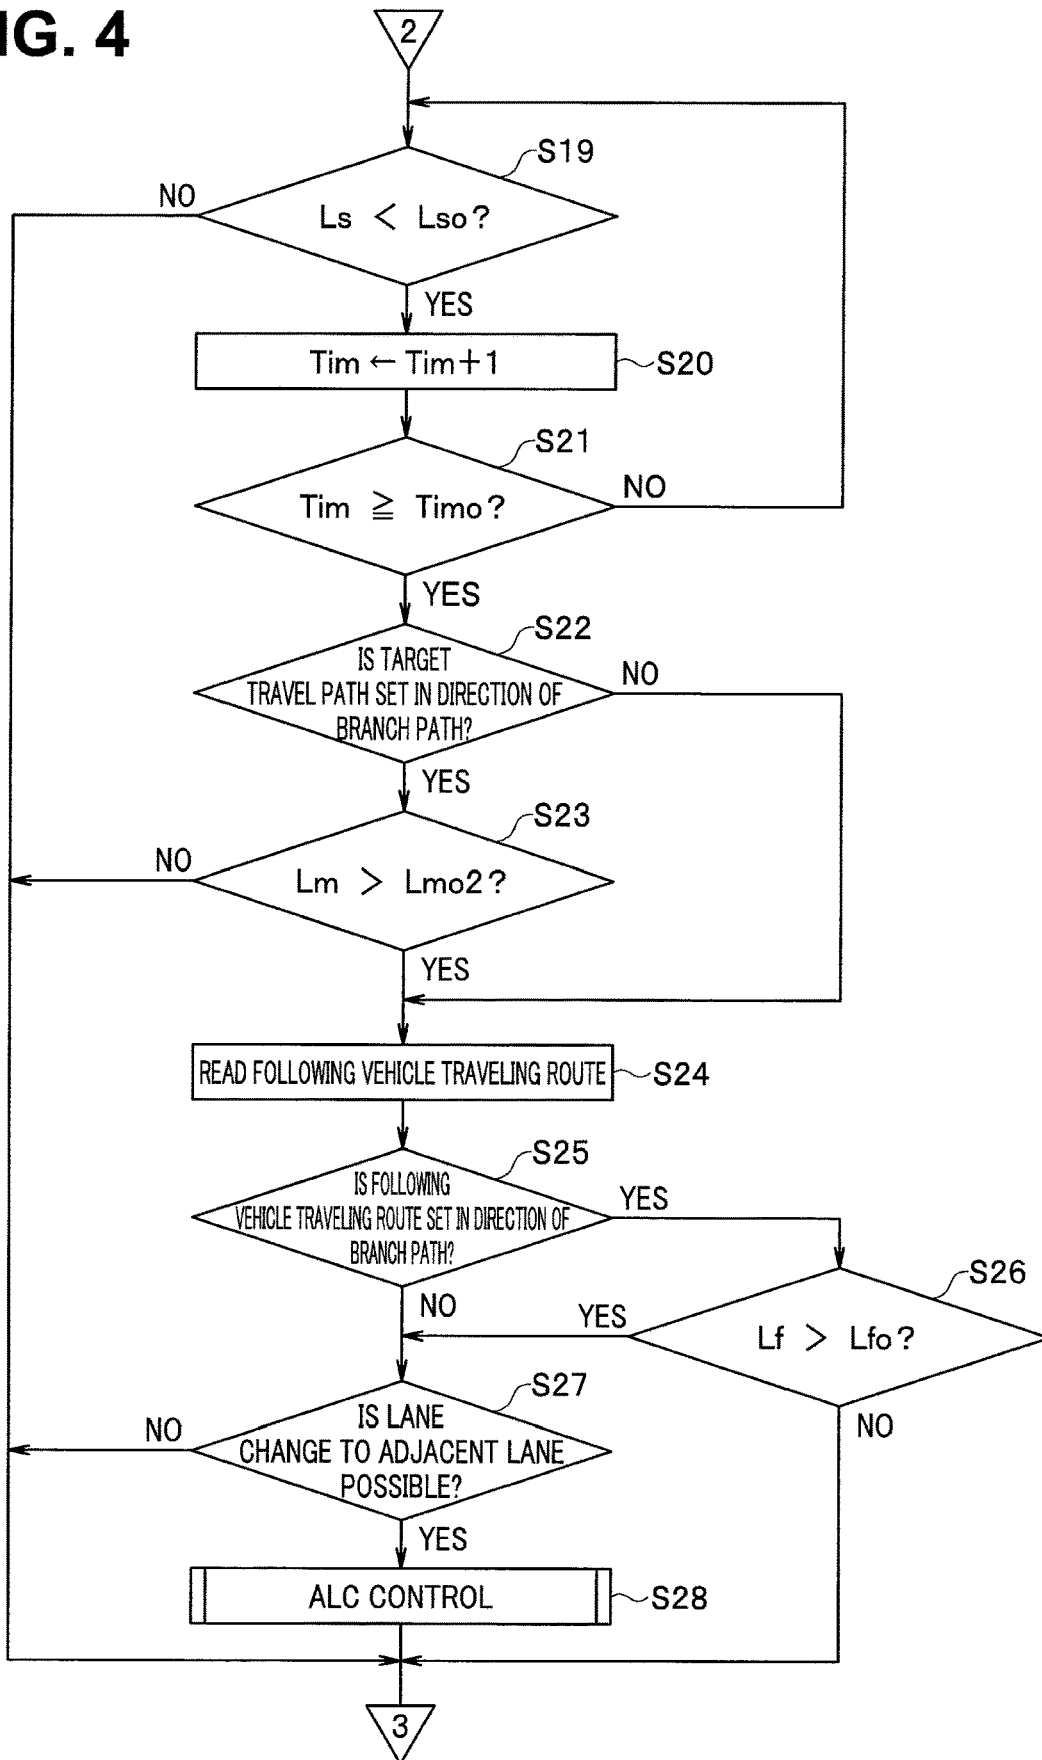 IG. 4
2
S19
NO
Ls < Lso?
YES
Tim ← Tim+1
S20
S21
Tim ≧ Timo?
NO
YES
S22
IS TARGET
TRAVEL PATH SET IN DIRECTION OF
BRANCH PATH?
NO
YES
S23
NO
Lm > Lmo2?
YES
READ FOLLOWING VEHICLE TRAVELING ROUTE
S24
S25
IS FOLLOWING
VEHICLE TRAVELING ROUTE SET IN DIRECTION OF
BRANCH PATH?
YES
NO
S26
YES
Lf > Lfo?
NO
S27
NO
IS LANE
CHANGE TO ADJACENT LANE
POSSIBLE?
YES
ALC CONTROL
S28
3